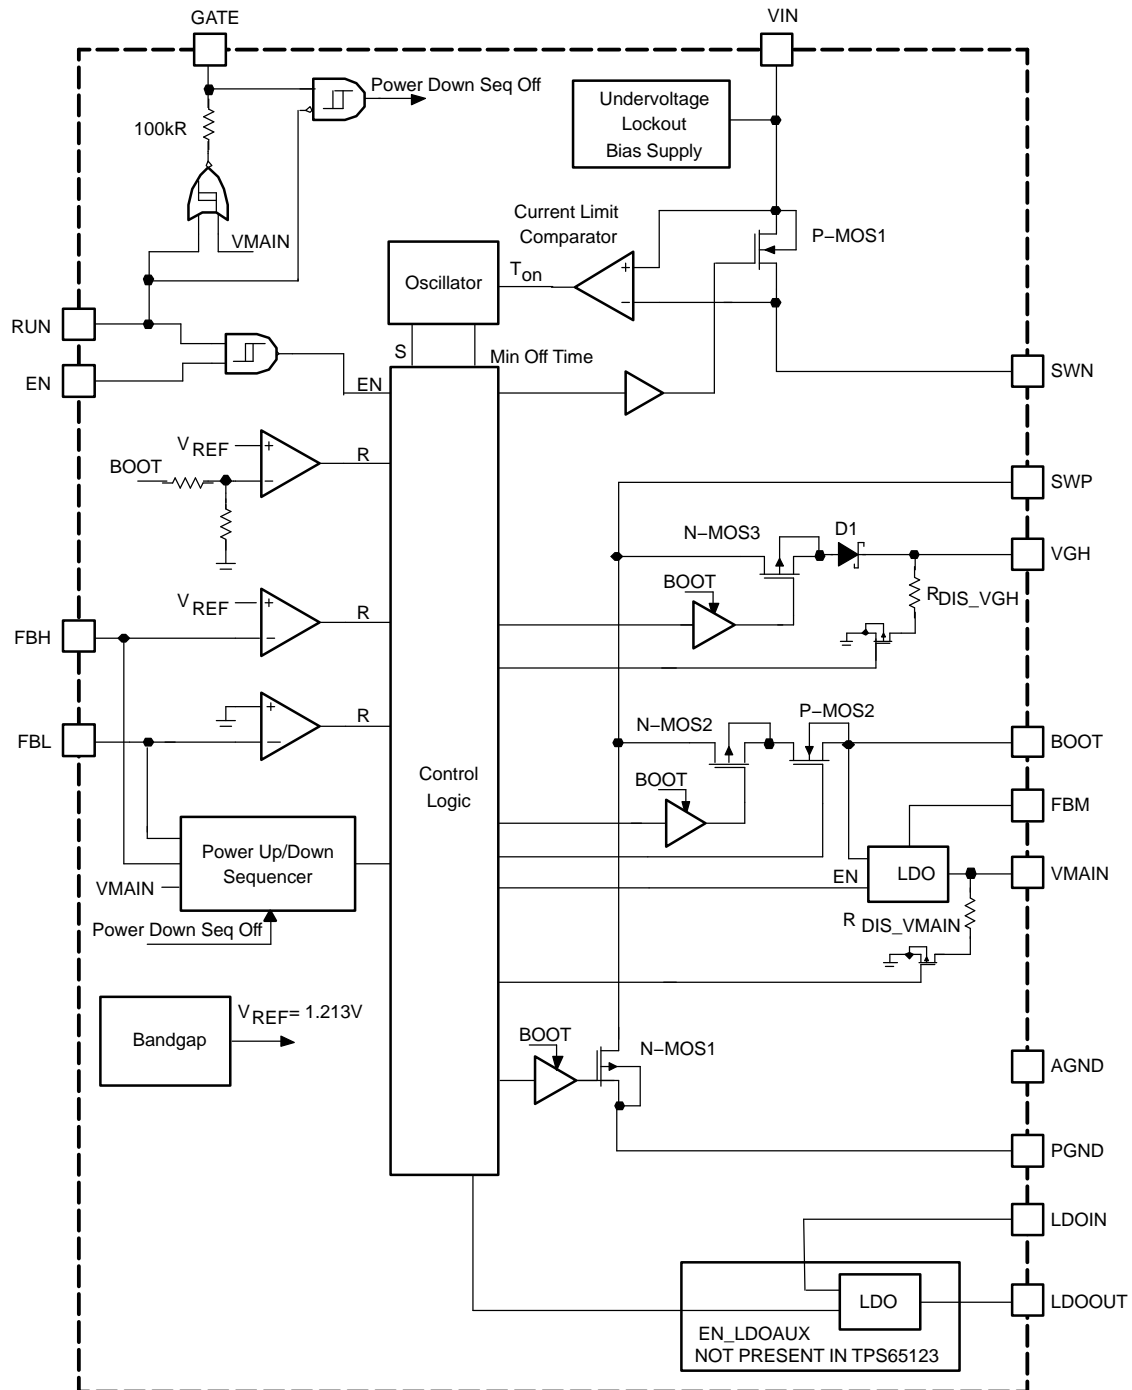 GATE
VIN
Power Down Seq Off
Undervoltage
Lockout
Bias Supply
100kR
Current Limit
Comparator
P−MOS1
VMAIN
Oscillator
Ton
+
−
RUN
S
Min Off Time
EN
EN
SWN
VREF
+
−
R
BOOT
SWP
N−MOS3
D1
VGH
BOOT
RDIS_VGH
VREF
+
−
R
FBH
+
−
R
FBL
N−MOS2
P−MOS2
BOOT
BOOT
Control
Logic
FBM
Power Up/Down
Sequencer
VMAIN
EN
LDO
VMAIN
Power Down Seq Off
RDIS_VMAIN
VREF= 1.213V
Bandgap
BOOT
N−MOS1
AGND
PGND
LDOIN
LDO
LDOOUT
EN_LDOAUX
NOT PRESENT IN TPS65123